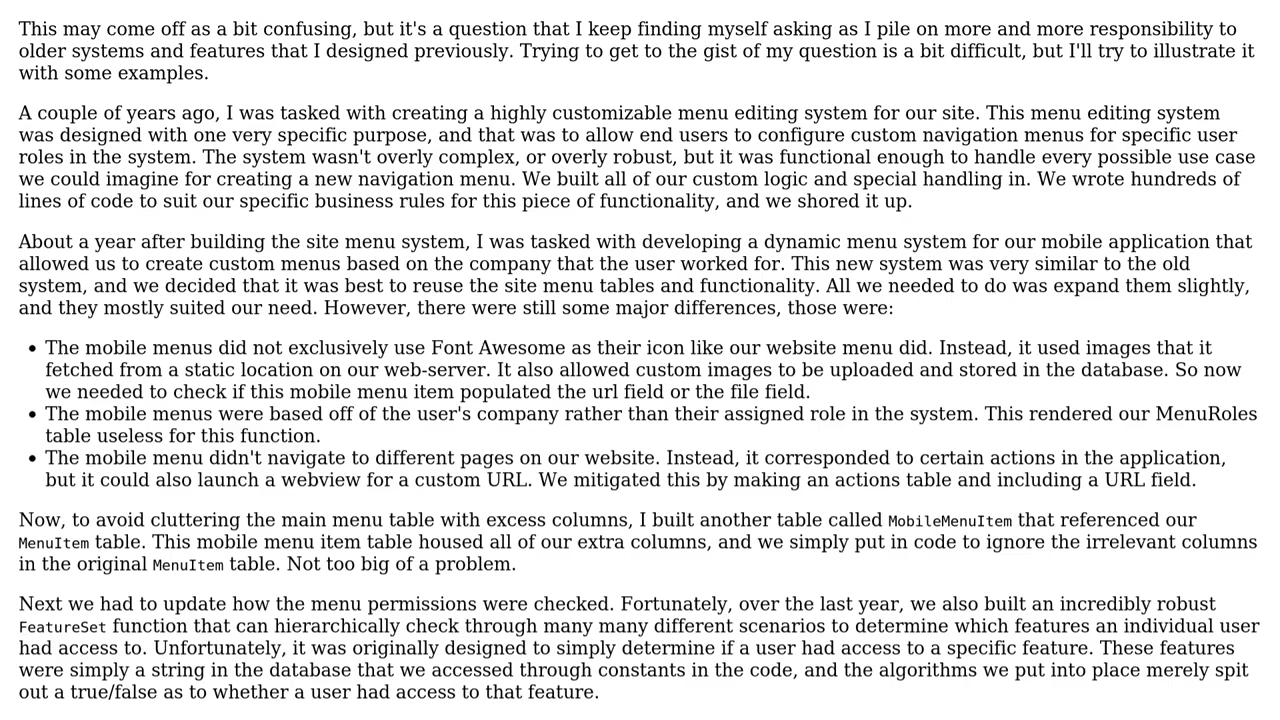 This may come off as a bit confusing, but it's a question that I keep finding myself asking as I pile on more and more responsibility to
older systems and features that I designed previously. Trying to get to the gist of my question is a bit difficult, but I'll try to illustrate it
with some examples.
A couple of years ago, I was tasked with creating a highly customizable menu editing system for our site. This menu editing system
was designed with one very specific purpose, and that was to allow end users to configure custom navigation menus for specific user
roles in the system. The system wasn't overly complex, or overly robust, but it was functional enough to handle every possible use case
we could imagine for creating a new navigation menu. We built all of our custom logic and special handling in. We wrote hundreds of
lines of code to suit our specific business rules for this piece of functionality, and we shored it up.
About a year after building the site menu system, I was tasked with developing a dynamic menu system for our mobile application that
allowed us to create custom menus based on the company that the user worked for. This new system was very similar to the old
system, and we decided that it was best to reuse the site menu tables and functionality. All we needed to do was expand them slightly,
and they mostly suited our need. However, there were still some major differences, those were:
• The mobile menus did not exclusively use Font Awesome as their icon like our website menu did. Instead, it used images that it
fetched from a static location on our web-server. It also allowed custom images to be uploaded and stored in the database. So now
we needed to check if this mobile menu item populated the url field or the file field.
• The mobile menus were based off of the user's company rather than their assigned role in the system. This rendered our MenuRoles
table useless for this function.
• The mobile menu didn't navigate to different pages on our website. Instead, it corresponded to certain actions in the application,
but it could also launch a webview for a custom URL. We mitigated this by making an actions table and including a URL field.
Now, to avoid cluttering the main menu table with excess columns, I built another table called MobileMenuItem that referenced our
MenuItem table. This mobile menu item table housed all of our extra columns, and we simply put in code to ignore the irrelevant columns
in the original MenuItem table. Not too big of a problem.
Next we had to update how the menu permissions were checked. Fortunately, over the last year, we also built an incredibly robust
FeatureSet function that can hierarchically check through many many different scenarios to determine which features an individual user
had access to. Unfortunately, it was originally designed to simply determine if a user had access to a specific feature. These features
were simply a string in the database that we accessed through constants in the code, and the algorithms we put into place merely spit
out a true/false as to whether a user had access to that feature.